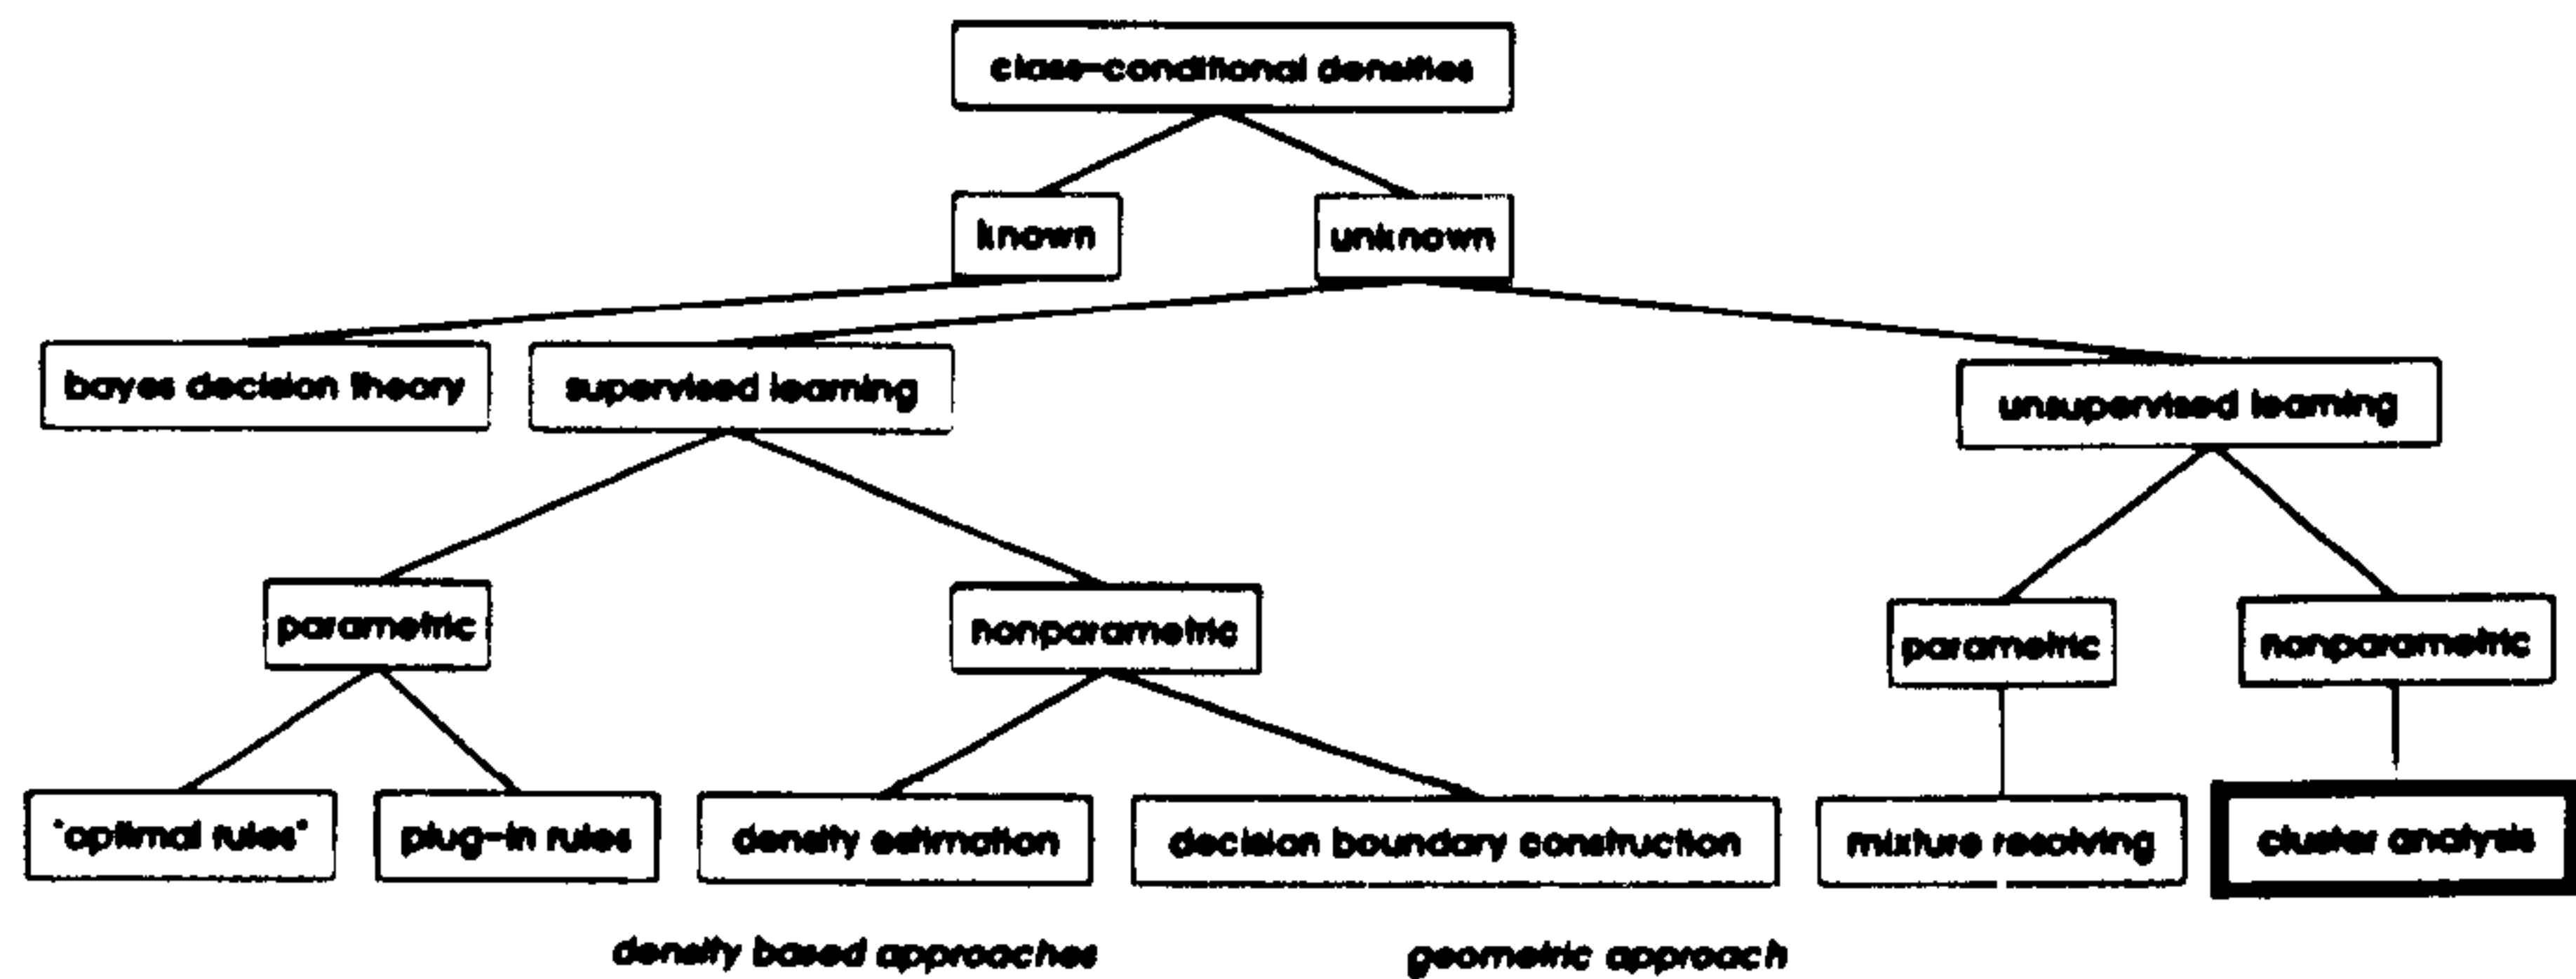 class-conditional densities
known
unknown
bayes decision theory
supervised learning
unsupervised learning
parametric
nonparametric
parametric
nonparametric
"optimal rules"
plug-in rules
density estimation
decision boundary construction
mixture resolving
cluster analysis
density based approaches
geometric approach